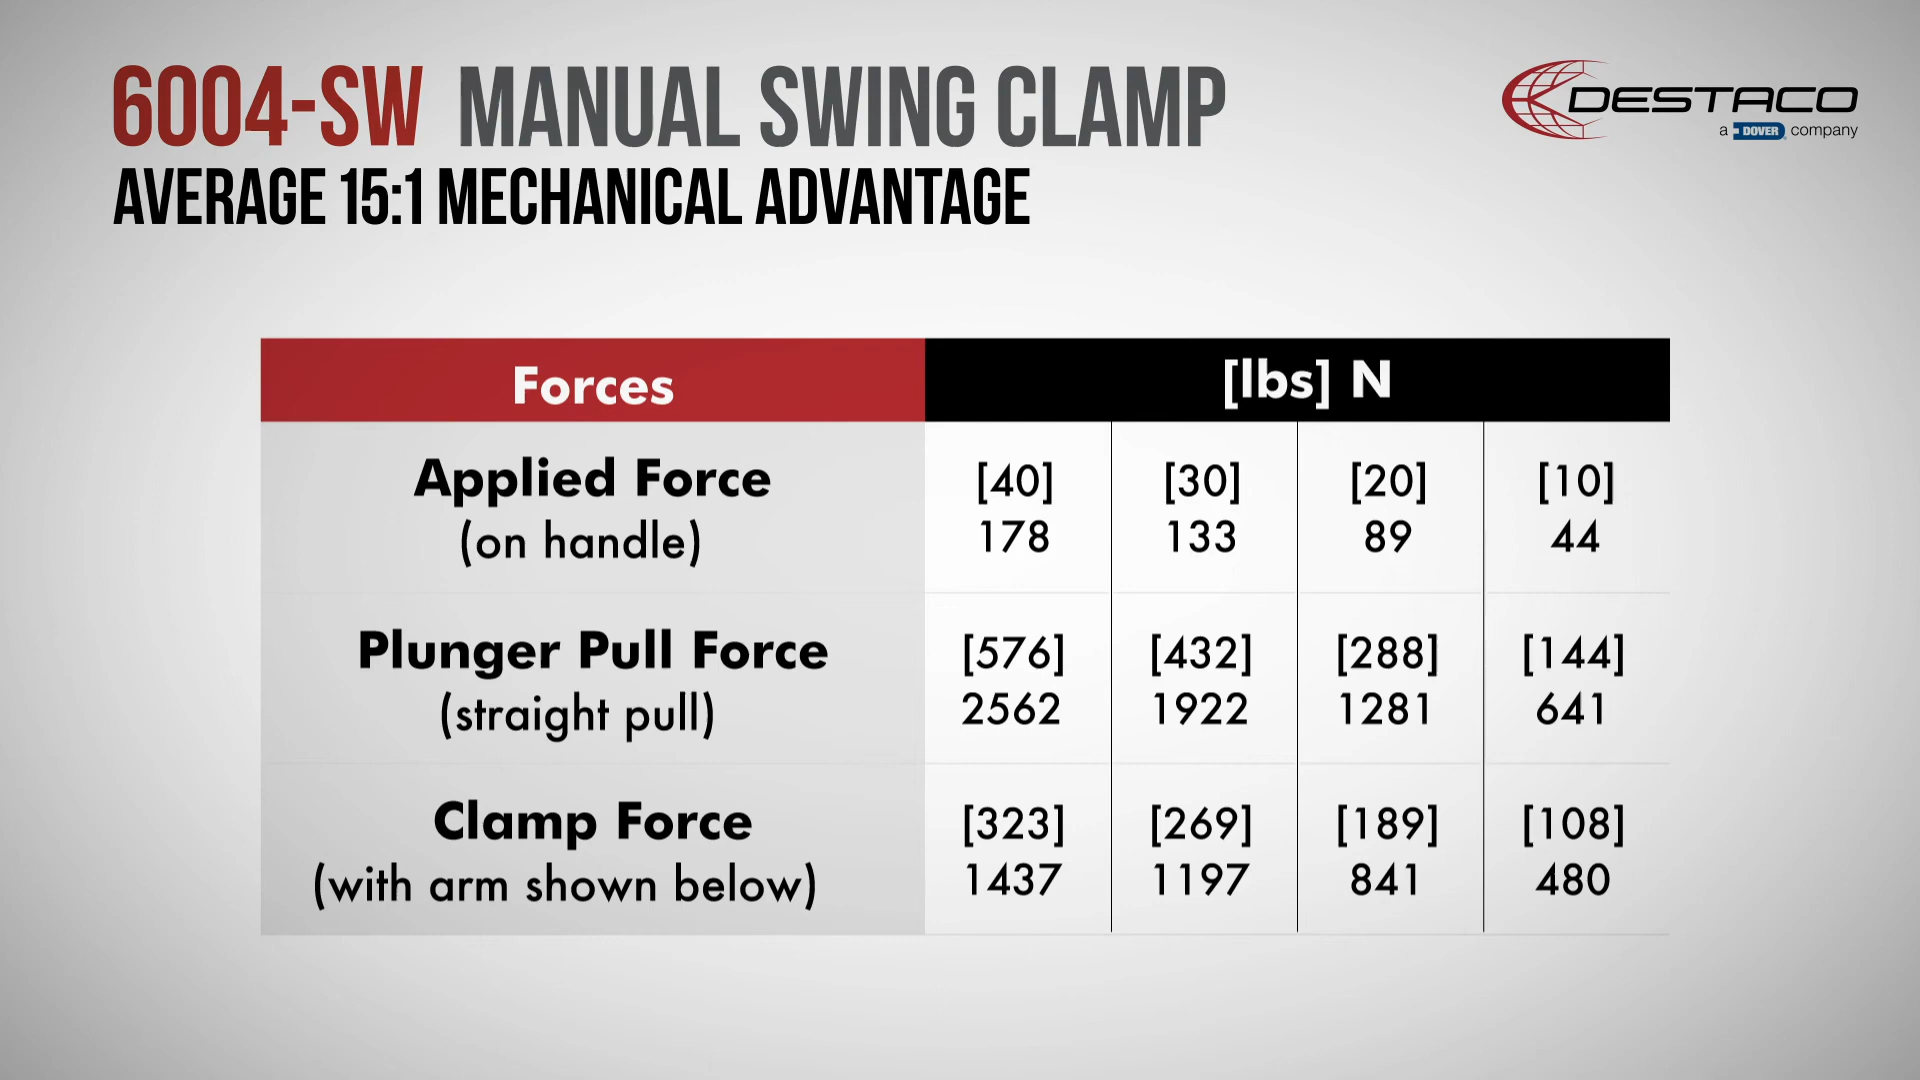 6004-SW MANUAL SWING CLAMP
AVERAGE 15:1 MECHANICAL ADVANTAGE
DESTACO
a DOVER company
Forces [lbs] N
Applied Force [40] [30] [20] [10]
(on handle) 178 133 89 44
Plunger Pull Force [576] [432] [288] [144]
(straight pull) 2562 1922 1281 641
Clamp Force [323] [269] [189] [108]
(with arm shown below) 1437 1197 841 480